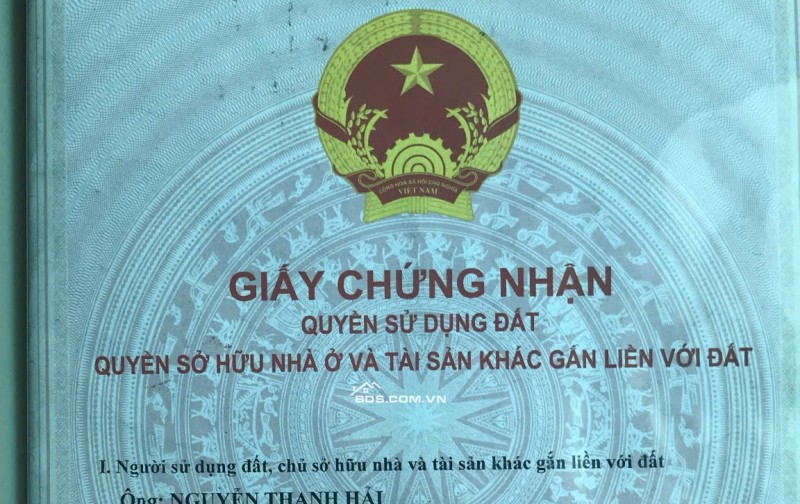 CỘNG HÒA XÃ HỘI CHỦ NGHĨA
VIỆT NAM
GIẤY CHỨNG NHẬN
QUYỀN SỬ DỤNG ĐẤT
QUYỀN SỞ HỮU NHÀ Ở VÀ TÀI SẢN KHÁC GẮN LIỀN VỚI ĐẤT
BDS.COM.VN
I. Người sử dụng đất, chủ sở hữu nhà và tài sản khác gắn liền với đất
Ông: NGUYỄN THANH HẢI